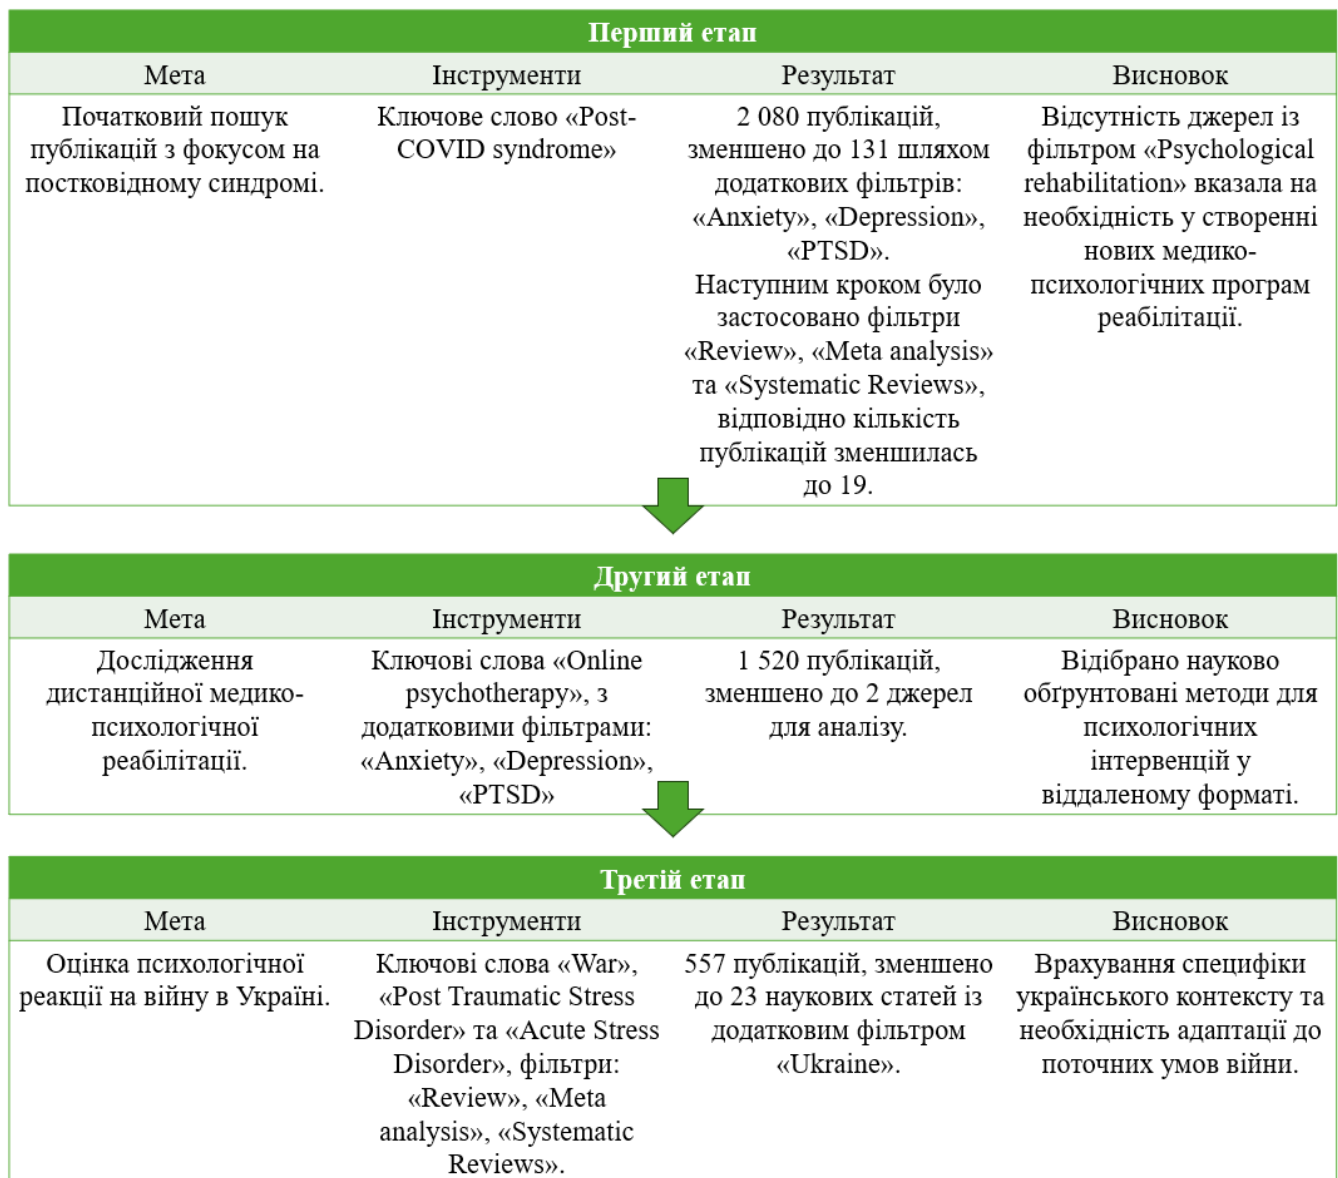 Перший етап
Мета
Інструменти
Результат
Висновок
Початковий пошук
публікацій з фокусом на
постковідному синдромі.
Ключове слово «Post-
COVID syndrome»
2 080 публікацій,
зменшено до 131 шляхом
додаткових фільтрів:
«Anxiety», «Depression»,
«PTSD».
Наступним кроком було
застосовано фільтри
«Review», «Meta analysis»
та «Systematic Reviews»,
відповідно кількість
публікацій зменшилась
до 19.
Відсутність джерел із
фільтром «Psychological
rehabilitation» вказала на
необхідність у створенні
нових медико-
психологічних програм
реабілітації.
Другий етап
Мета
Інструменти
Результат
Висновок
Дослідження
дистанційної медико-
психологічної
реабілітації.
Ключові слова «Online
psychotherapy», з
додатковими фільтрами:
«Anxiety», «Depression»,
«PTSD»
1 520 публікацій,
зменшено до 2 джерел
для аналізу.
Відібрано науково
обґрунтовані методи для
психологічних
інтервенцій у
віддаленому форматі.
Третій етап
Мета
Інструменти
Результат
Висновок
Оцінка психологічної
реакції на війну в Україні.
Ключові слова «War»,
«Post Traumatic Stress
Disorder» та «Acute Stress
Disorder», фільтри:
«Review», «Meta
analysis», «Systematic
Reviews».
557 публікацій, зменшено
до 23 наукових статей із
додатковим фільтром
«Ukraine».
Врахування специфіки
українського контексту та
необхідність адаптації до
поточних умов війни.